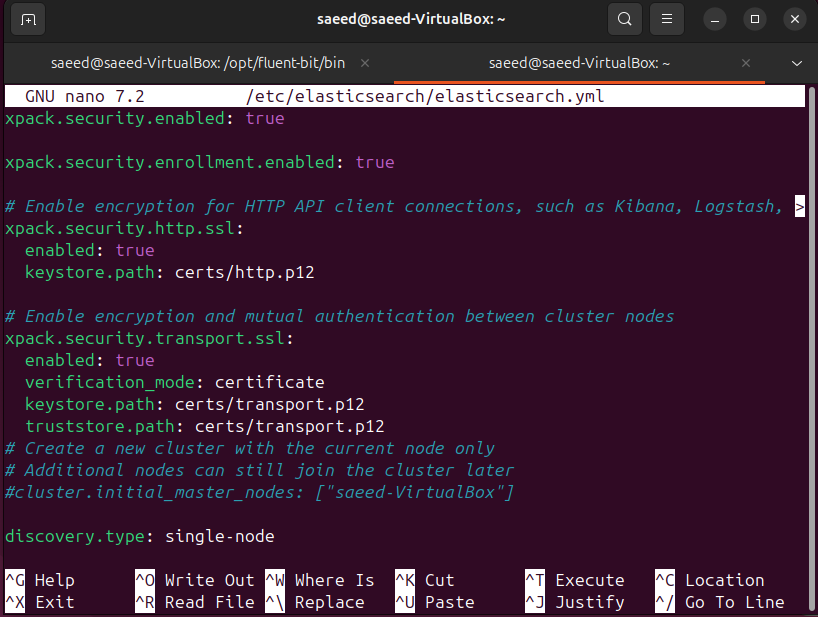 saeed@saeed-VirtualBox: ~
saeed@saeed-VirtualBox: /opt/fluent-bit/bin
saeed@saeed-VirtualBox: ~
GNU nano 7.2 /etc/elasticsearch/elasticsearch.yml
xpack.security.enabled: true
xpack.security.enrollment.enabled: true
# Enable encryption for HTTP API client connections, such as Kibana, Logstash, >
xpack.security.http.ssl:
  enabled: true
  keystore.path: certs/http.p12
# Enable encryption and mutual authentication between cluster nodes
xpack.security.transport.ssl:
  enabled: true
  verification_mode: certificate
  keystore.path: certs/transport.p12
  truststore.path: certs/transport.p12
# Create a new cluster with the current node only
# Additional nodes can still join the cluster later
#cluster.initial_master_nodes: ["saeed-VirtualBox"]
discovery.type: single-node
^G Help ^O Write Out ^W Where Is ^K Cut ^T Execute ^C Location
^X Exit ^R Read File ^\ Replace ^U Paste ^J Justify ^/ Go To Line